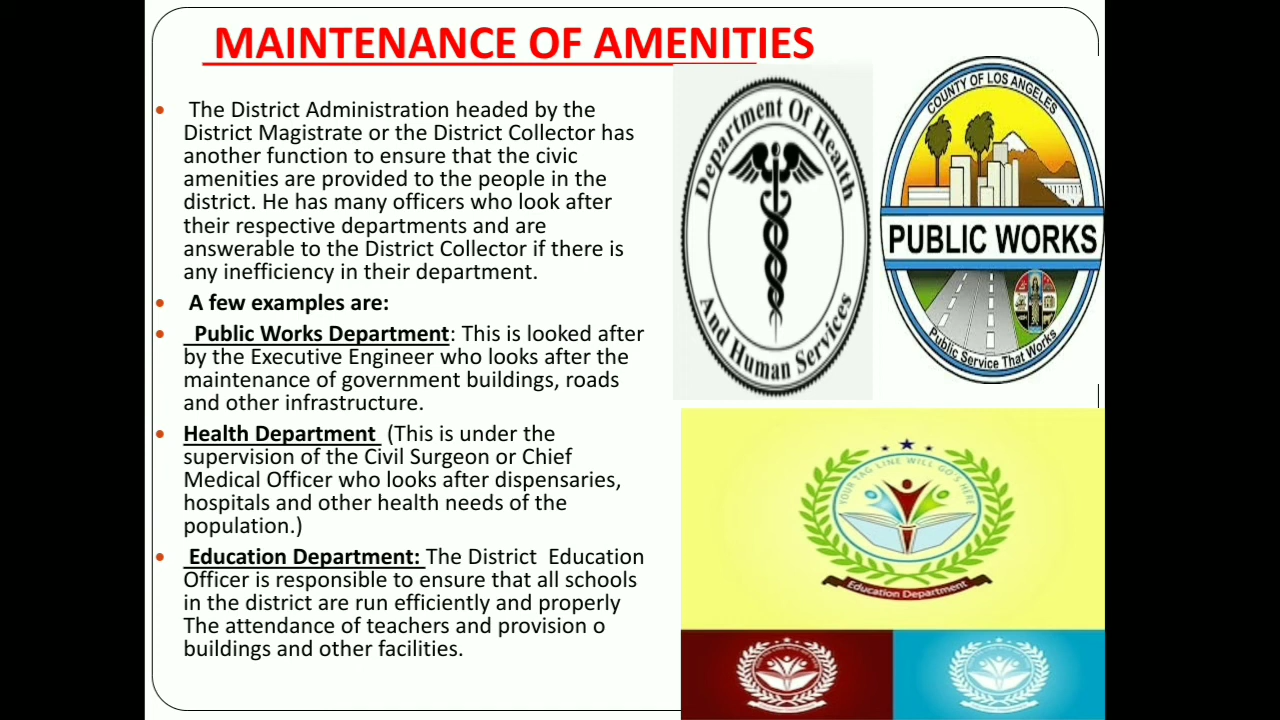 MAINTENANCE OF AMENITIES
The District Administration headed by the
District Magistrate or the District Collector has
another function to ensure that the civic
amenities are provided to the people in the
district. He has many officers who look after
their respective departments and are
answerable to the District Collector if there is
any inefficiency in their department.
A few examples are:
Public Works Department: This is looked after
by the Executive Engineer who looks after the
maintenance of government buildings, roads
and other infrastructure.
Health Department (This is under the
supervision of the Civil Surgeon or Chief
Medical Officer who looks after dispensaries,
hospitals and other health needs of the
population.)
Education Department: The District Education
Officer is responsible to ensure that all schools
in the district are run efficiently and properly
The attendance of teachers and provision o
buildings and other facilities.
Department Of Health
And Human Services
COUNTY OF LOS ANGELES
PUBLIC WORKS
Public Service That Works
YOUR TAG LINE WILL GO'S HERE
Education Department